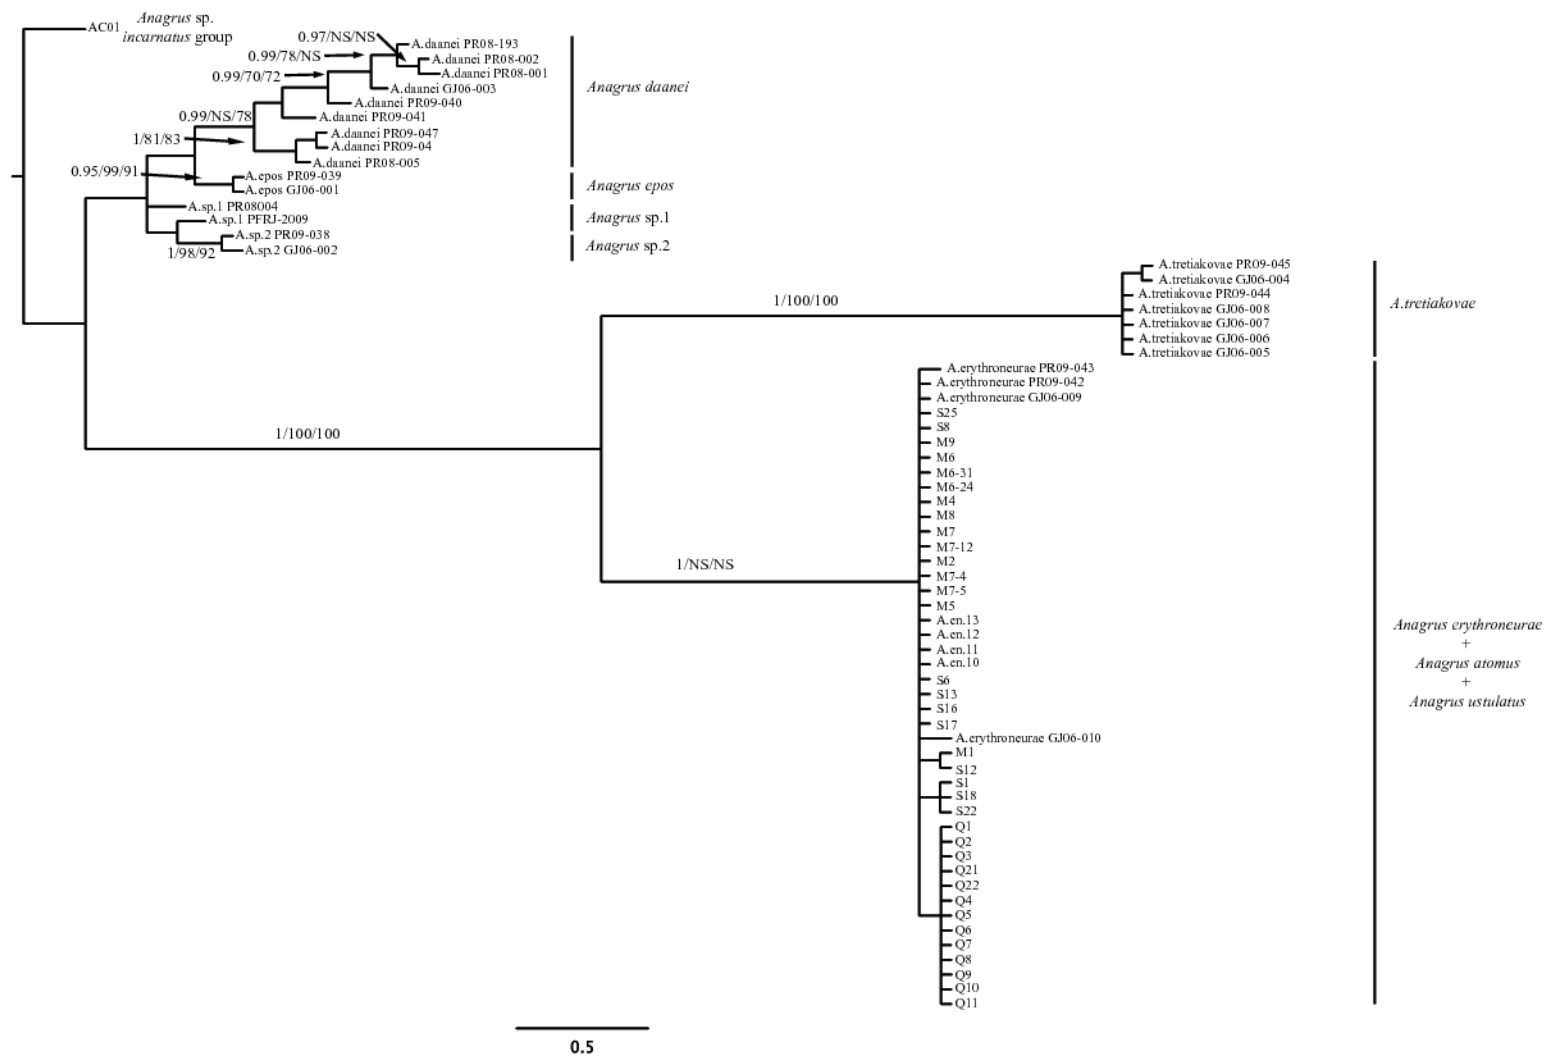 AC01
Anagrus sp.
incarnatus group
0.97/NS/NS
A.daanei PR08-193
0.99/78/NS
A.daanei PR08-002
0.99/70/72
A.daanei PR08-001
A.daanei GJ06-003
Anagrus daanei
A.daanei PR09-040
0.99/NS/78
A.daanei PR09-041
1/81/83
A.daanei PR09-047
A.daanei PR09-04
A.daanei PR08-005
0.95/99/91
A.epos PR09-039
A.epos GJ06-001
Anagrus epos
A.sp.1 PR08004
A.sp.1 PFRJ-2009
Anagrus sp.1
A.sp.2 PR09-038
A.sp.2 GJ06-002
Anagrus sp.2
1/98/92
A.tretiakovae PR09-045
A.tretiakovae GJ06-004
1/100/100
A.tretiakovae PR09-044
A.tretiakovae GJ06-008
A.tretiakovae
A.tretiakovae GJ06-007
A.tretiakovae GJ06-006
A.tretiakovae GJ06-005
A.erythroneurae PR09-043
A.erythroneurae PR09-042
A.erythroneurae GJ06-009
S25
S8
1/100/100
M9
M6
M6-31
M6-24
M4
M8
M7
M7-12
M2
1/NS/NS
M7-4
M7-5
M5
A.en.13
A.en.12
A.en.11
A.en.10
S6
S13
S16
S17
Anagrus erythroneurae
+
Anagrus atomus
+
Anagrus ustulatus
A.erythroneurae GJ06-010
M1
S12
S1
S18
S22
Q1
Q2
Q3
Q21
Q22
Q4
Q5
Q6
Q7
Q8
Q9
Q10
Q11
0.5